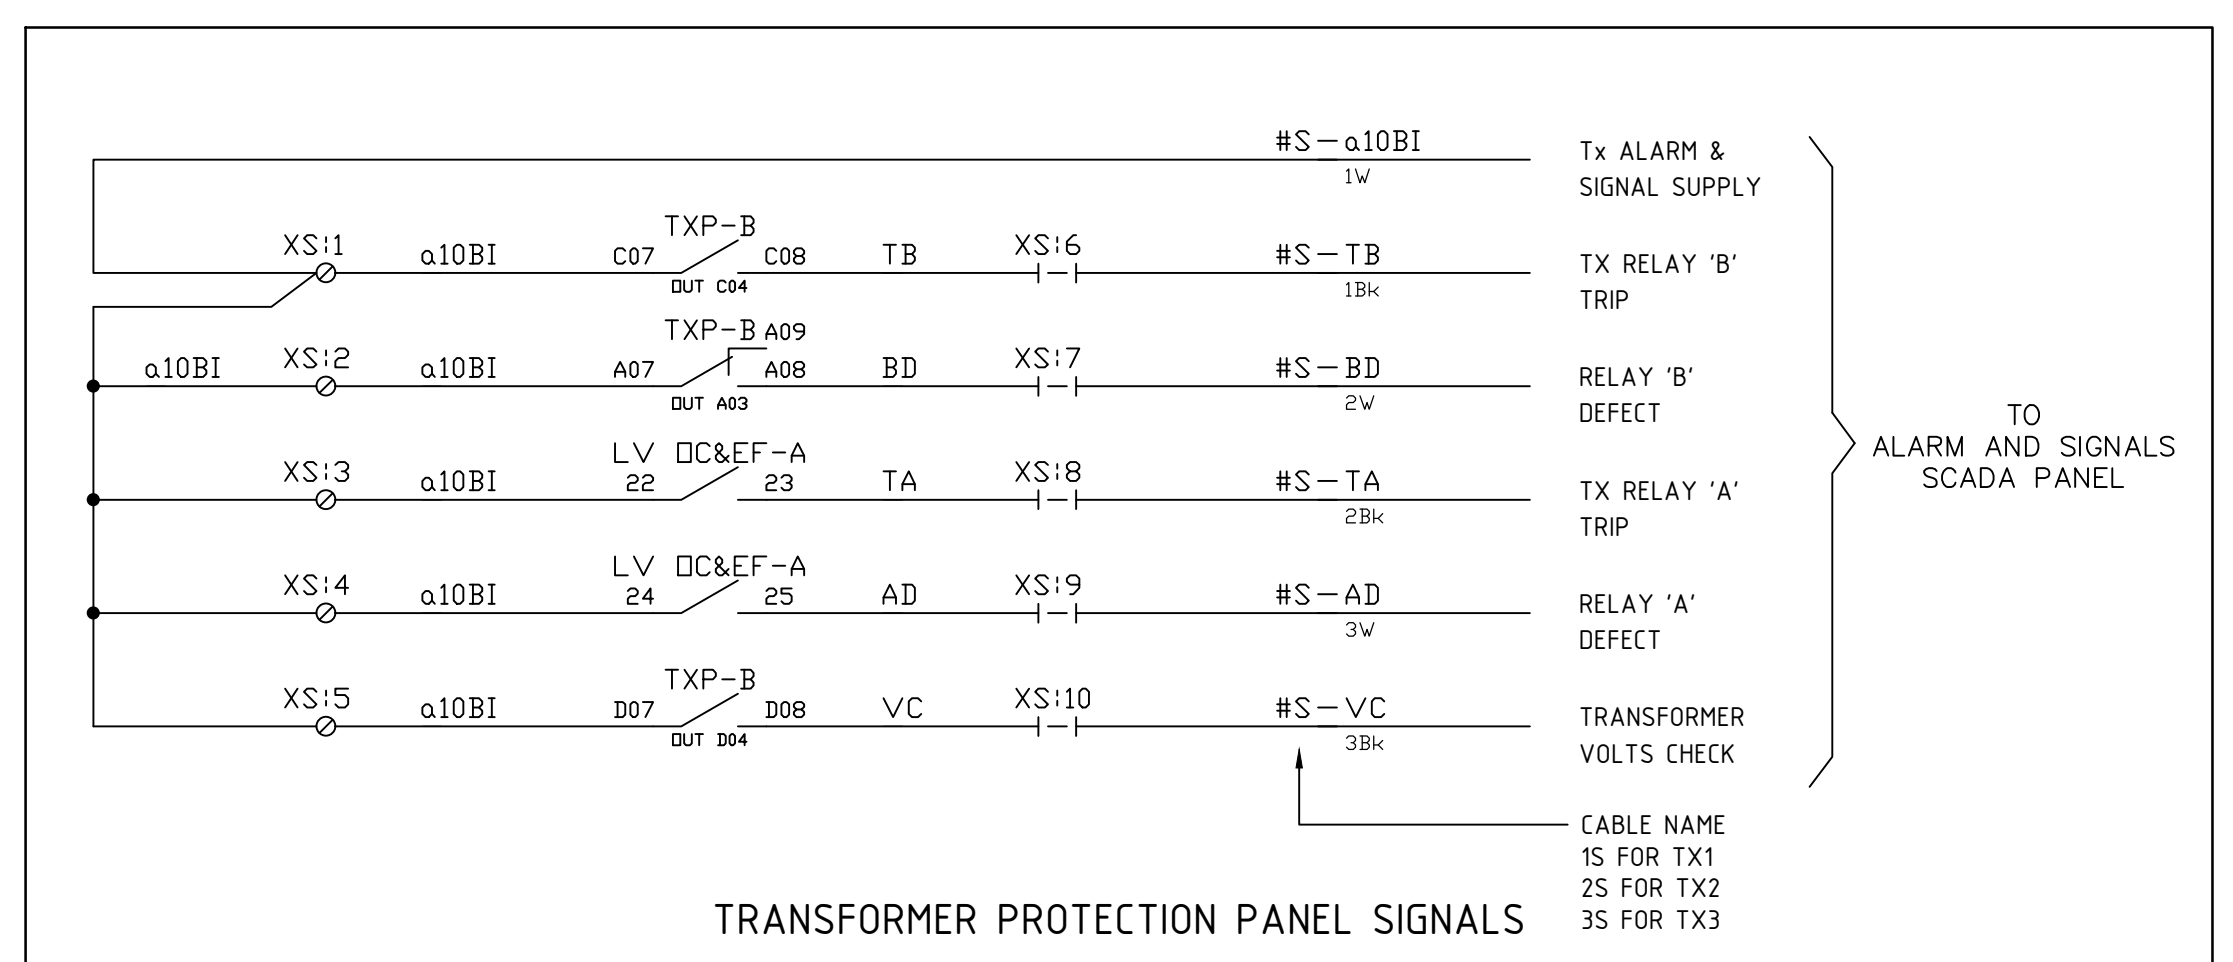 #S-a10BI
1W
Tx ALARM &
SIGNAL SUPPLY
XS:1
a10BI
C07
TXP-B
C08
OUT C04
TB
XS:6
#S-TB
1Bk
TX RELAY 'B'
TRIP
a10BI
XS:2
a10BI
A07
TXP-B
A09
A08
OUT A03
BD
XS:7
#S-BD
2W
RELAY 'B'
DEFECT
XS:3
a10BI
LV OC&EF-A
22
23
TA
XS:8
#S-TA
2Bk
TX RELAY 'A'
TRIP
XS:4
a10BI
LV OC&EF-A
24
25
AD
XS:9
#S-AD
3W
RELAY 'A'
DEFECT
XS:5
a10BI
D07
TXP-B
D08
OUT D04
VC
XS:10
#S-VC
3Bk
TRANSFORMER
VOLTS CHECK
TO
ALARM AND SIGNALS
SCADA PANEL
CABLE NAME
1S FOR TX1
2S FOR TX2
3S FOR TX3
TRANSFORMER PROTECTION PANEL SIGNALS